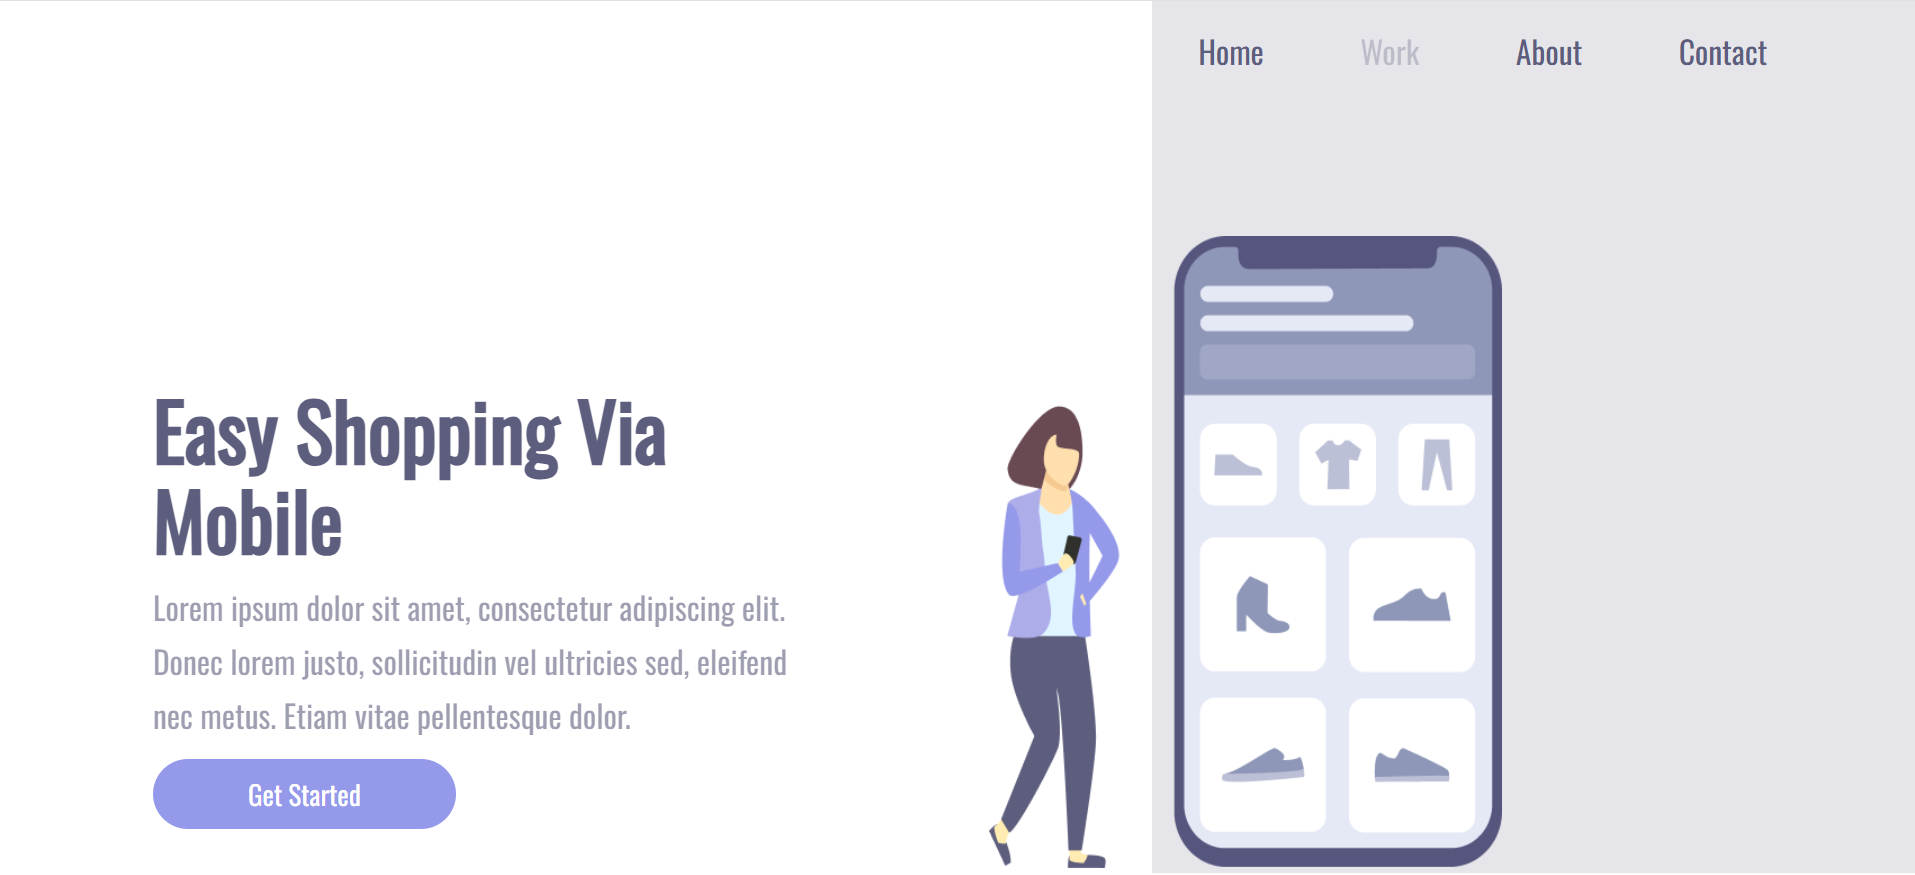 Home Work About Contact
Easy Shopping Via
Mobile
Lorem ipsum dolor sit amet, consectetur adipiscing elit.
Donec lorem justo, sollicitudin vel ultricies sed, eleifend
nec metus. Etiam vitae pellentesque dolor.
Get Started